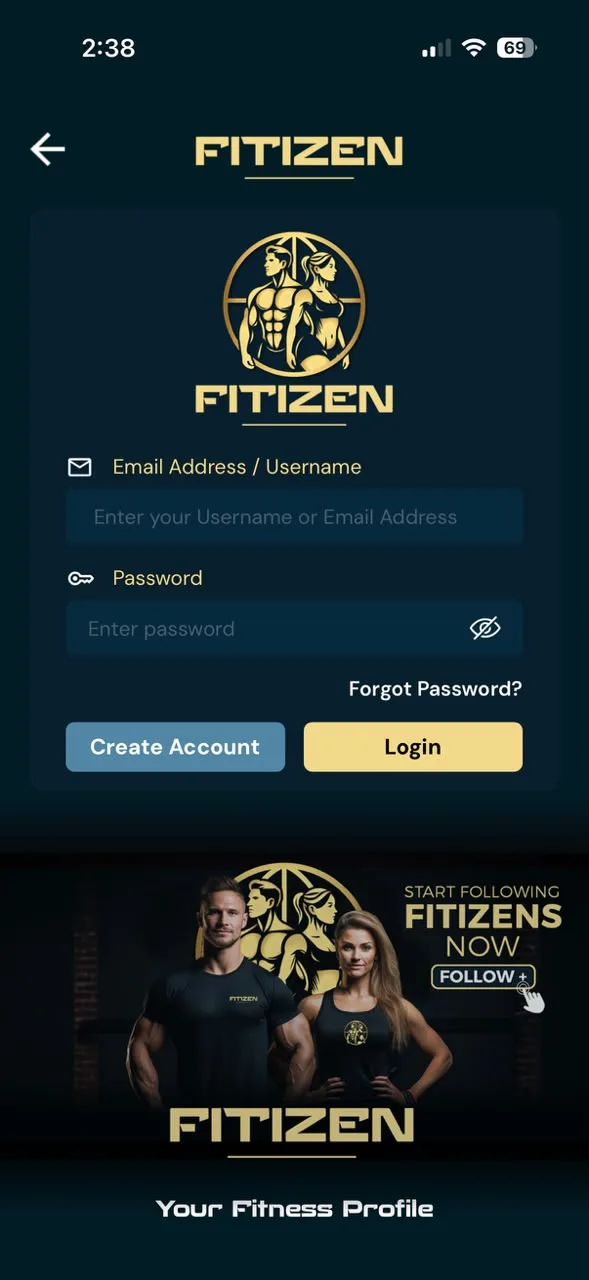 2:38
69
FITIZEN
FITIZEN
Email Address / Username
Enter your Username or Email Address
Password
Enter password
Forgot Password?
Create Account
Login
START FOLLOWING
FITIZENS
NOW
FOLLOW +
FITIZEN
FITIZEN
Your Fitness Profile